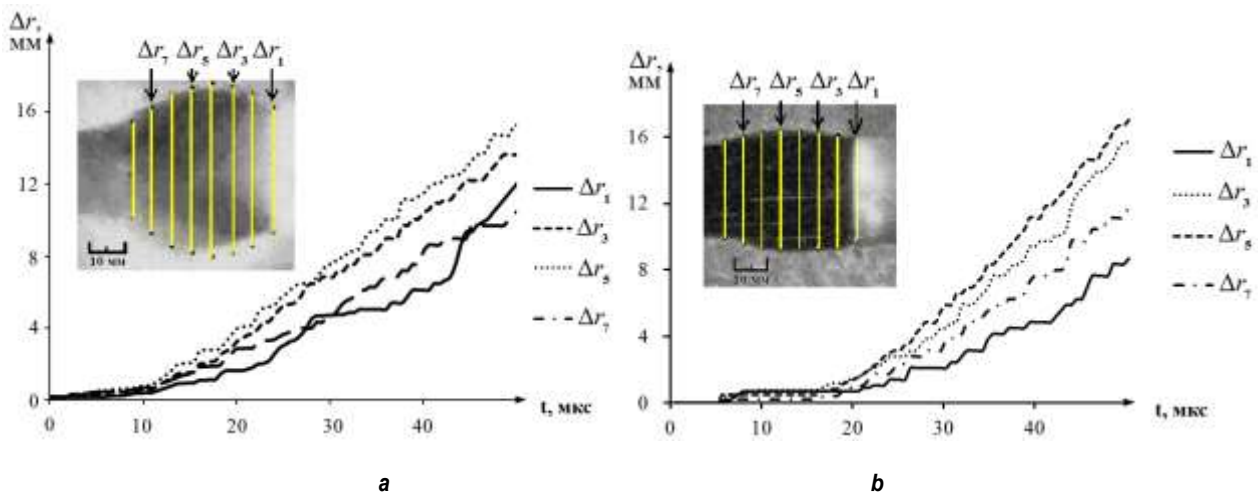 Δr,
мм
Δr₇ Δr₅ Δr₃ Δr₁
16
12
8
4
0
10 мм
0 10 20 30 40
t, мкс
Δr₁
Δr₃
Δr₅
Δr₇
a
Δr,
мм
Δr₇ Δr₅ Δr₃ Δr₁
16
12
8
4
0
10 мм
0 10 20 30 40
t, мкс
Δr₁
Δr₃
Δr₅
Δr₇
b